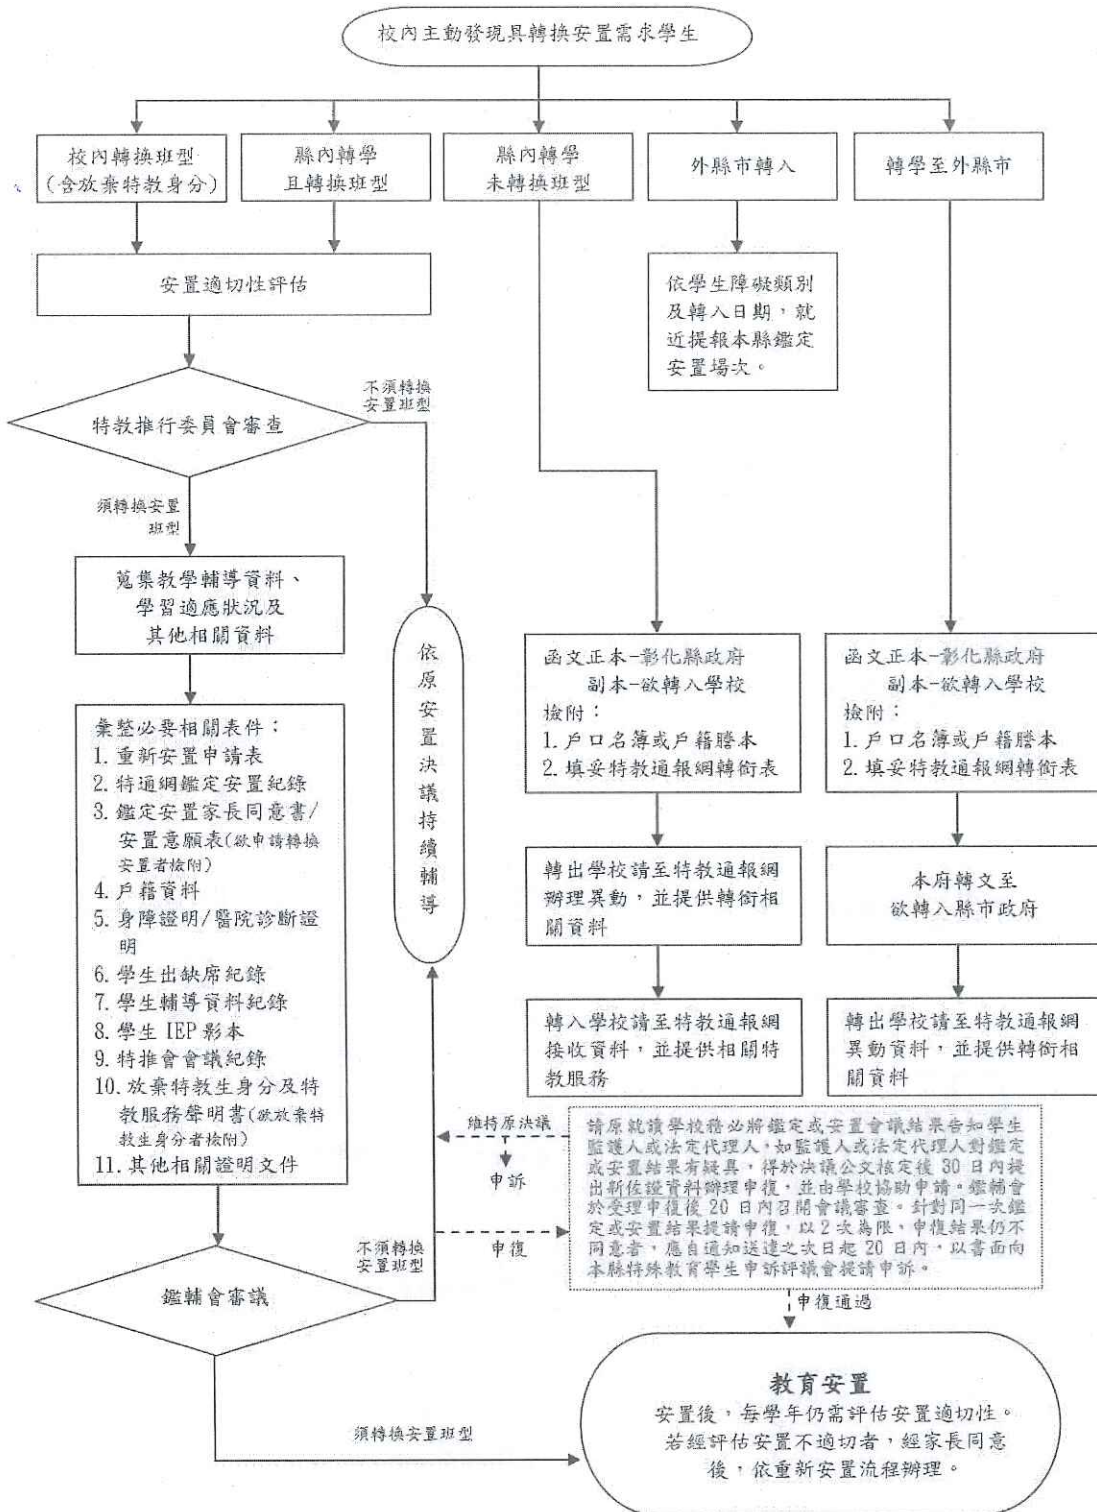 校內主動發現具轉換安置需求學生
校內轉換班型
(含放棄特教身分)
縣內轉學
且轉換班型
縣內轉學
未轉換班型
外縣市轉入
轉學至外縣市
安置適切性評估
依學生障礙類別
及轉入日期，就
近提報本縣鑑定
安置場次。
特教推行委員會審查
不須轉換
安置班型
須轉換安置
班型
蒐集教學輔導資料、
學習適應狀況及
其他相關資料
依原安置決議持續輔導
函文正本-彰化縣政府
副本-欲轉入學校
檢附：
1. 戶口名簿或戶籍謄本
2. 填妥特教通報網轉銜表
函文正本-彰化縣政府
副本-欲轉入學校
檢附：
1. 戶口名簿或戶籍謄本
2. 填妥特教通報網轉銜表
彙整必要相關表件：
1. 重新安置申請表
2. 特通網鑑定安置紀錄
3. 鑑定安置家長同意書/
安置意願表(欲申請轉換
安置者檢附)
4. 戶籍資料
5. 身障證明/醫院診斷證
明
6. 學生出缺席紀錄
7. 學生輔導資料紀錄
8. 學生 IEP 影本
9. 特推會會議紀錄
10. 放棄特教生身分及特
教服務聲明書(欲放棄特
教生身分者檢附)
11. 其他相關證明文件
轉出學校請至特教通報網
辦理異動，並提供轉銜相
關資料
本府轉文至
欲轉入縣市政府
轉入學校請至特教通報網
接收資料，並提供相關特
教服務
轉出學校請至特教通報網
異動資料，並提供轉銜相
關資料
維持原決議
申訴
申復
請原就讀學校務必將鑑定或安置會議結果告知學生
監護人或法定代理人，如監護人或法定代理人對鑑定
或安置結果有疑異，得於決議公文核定後 30 日內提
出新佐證資料辦理申復，並由學校協助申請。鑑輔會
於受理申復後 20 日內召開會議審查。針對同一次鑑
定或安置結果提請申復，以 2 次為限，申復結果仍不
同意者，應自通知送達之次日起 20 日內，以書面向
本縣特殊教育學生申訴評議會提請申訴。
不須轉換
安置班型
鑑輔會審議
申復通過
須轉換安置班型
教育安置
安置後，每學年仍需評估安置適切性。
若經評估安置不適切者，經家長同意
後，依重新安置流程辦理。